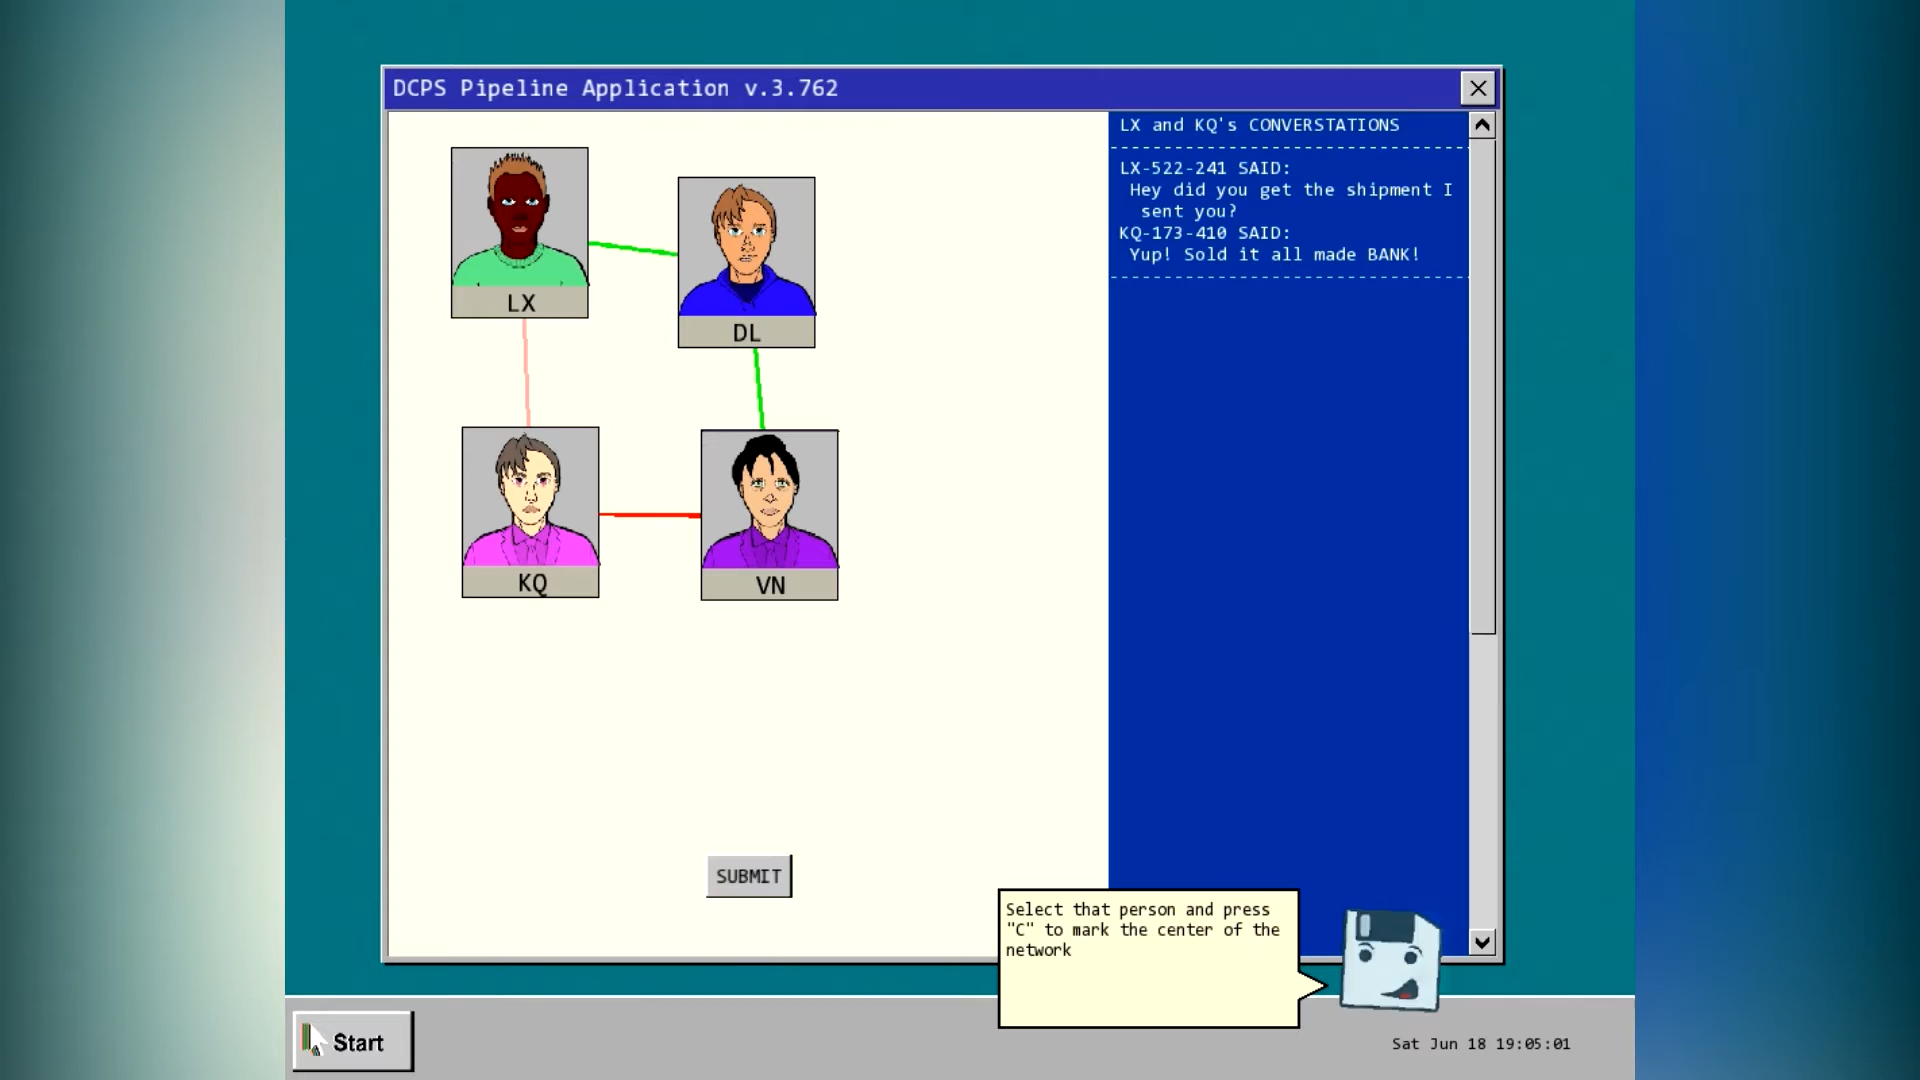 DCPS Pipeline Application v.3.762
LX and KQ's CONVERSTATIONS
LX-522-241 SAID:
Hey did you get the shipment I
sent you?
KQ-173-410 SAID:
Yup! Sold it all made BANK!
LX
DL
KQ
VN
SUBMIT
Select that person and press
"C" to mark the center of the
network
Start
Sat Jun 18 19:05:01